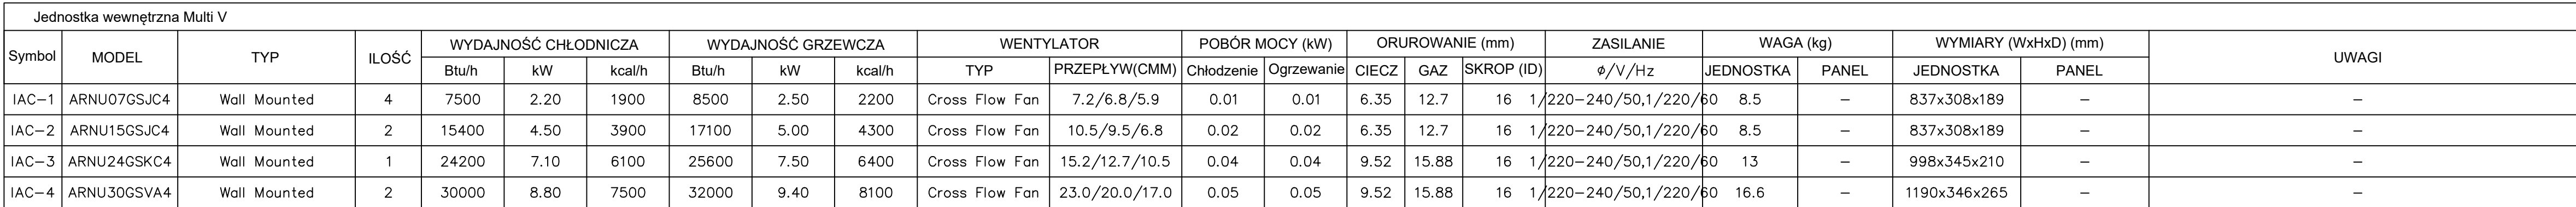 Jednostka wewnętrzna Multi V
Symbol MODEL TYP ILOŚĆ WYDAJNOŚĆ CHŁODNICZA WYDAJNOŚĆ GRZEWCZA WENTYLATOR POBÓR MOCY (kW) ORUROWANIE (mm) ZASILANIE WAGA (kg) WYMIARY (WxHxD) (mm) UWAGI
Btu/h kW kcal/h Btu/h kW kcal/h TYP PRZEPŁYW(CMM) Chłodzenie Ogrzewanie CIECZ GAZ SKROP (ID) ø/V/Hz JEDNOSTKA PANEL JEDNOSTKA PANEL
IAC-1 ARNU07GSJC4 Wall Mounted 4 7500 2.20 1900 8500 2.50 2200 Cross Flow Fan 7.2/6.8/5.9 0.01 0.01 6.35 12.7 16 1/220-240/50,1/220/60 8.5 - 837x308x189 - -
IAC-2 ARNU15GSJC4 Wall Mounted 2 15400 4.50 3900 17100 5.00 4300 Cross Flow Fan 10.5/9.5/6.8 0.02 0.02 6.35 12.7 16 1/220-240/50,1/220/60 8.5 - 837x308x189 - -
IAC-3 ARNU24GSKC4 Wall Mounted 1 24200 7.10 6100 25600 7.50 6400 Cross Flow Fan 15.2/12.7/10.5 0.04 0.04 9.52 15.88 16 1/220-240/50,1/220/60 13 - 998x345x210 - -
IAC-4 ARNU30GSVA4 Wall Mounted 2 30000 8.80 7500 32000 9.40 8100 Cross Flow Fan 23.0/20.0/17.0 0.05 0.05 9.52 15.88 16 1/220-240/50,1/220/60 16.6 - 1190x346x265 - -